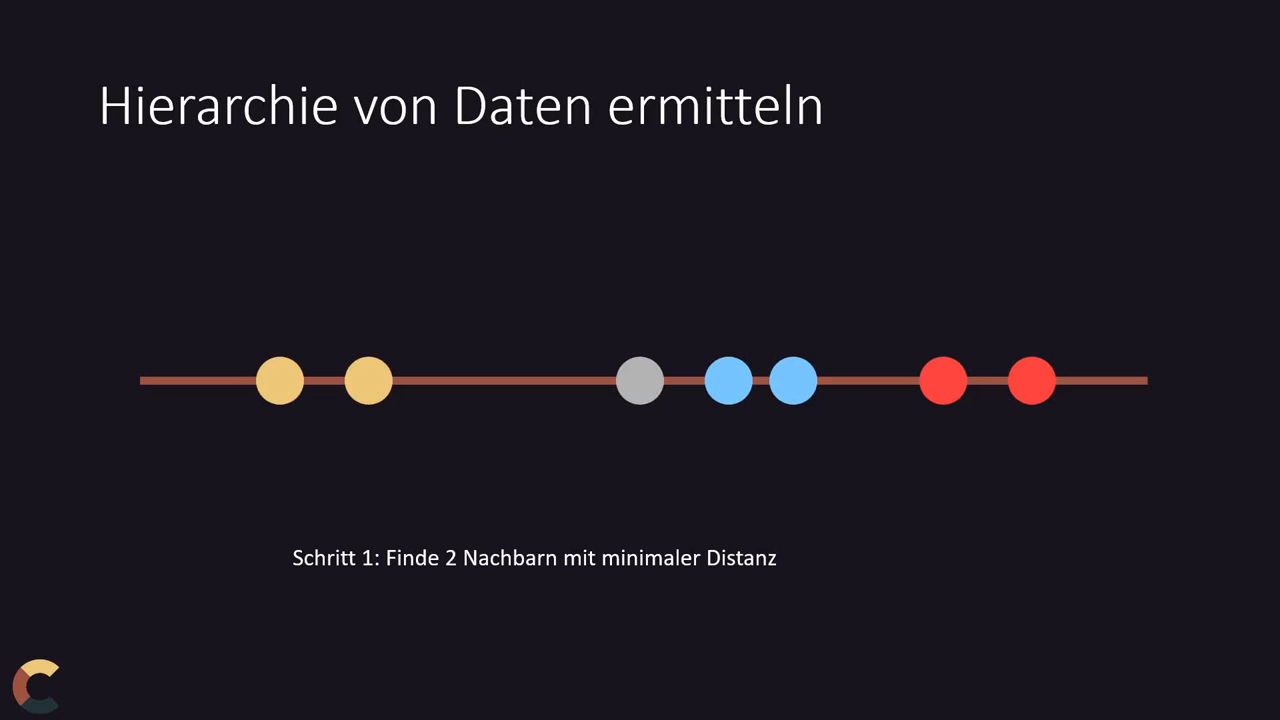 Hierarchie von Daten ermitteln
Schritt 1: Finde 2 Nachbarn mit minimaler Distanz